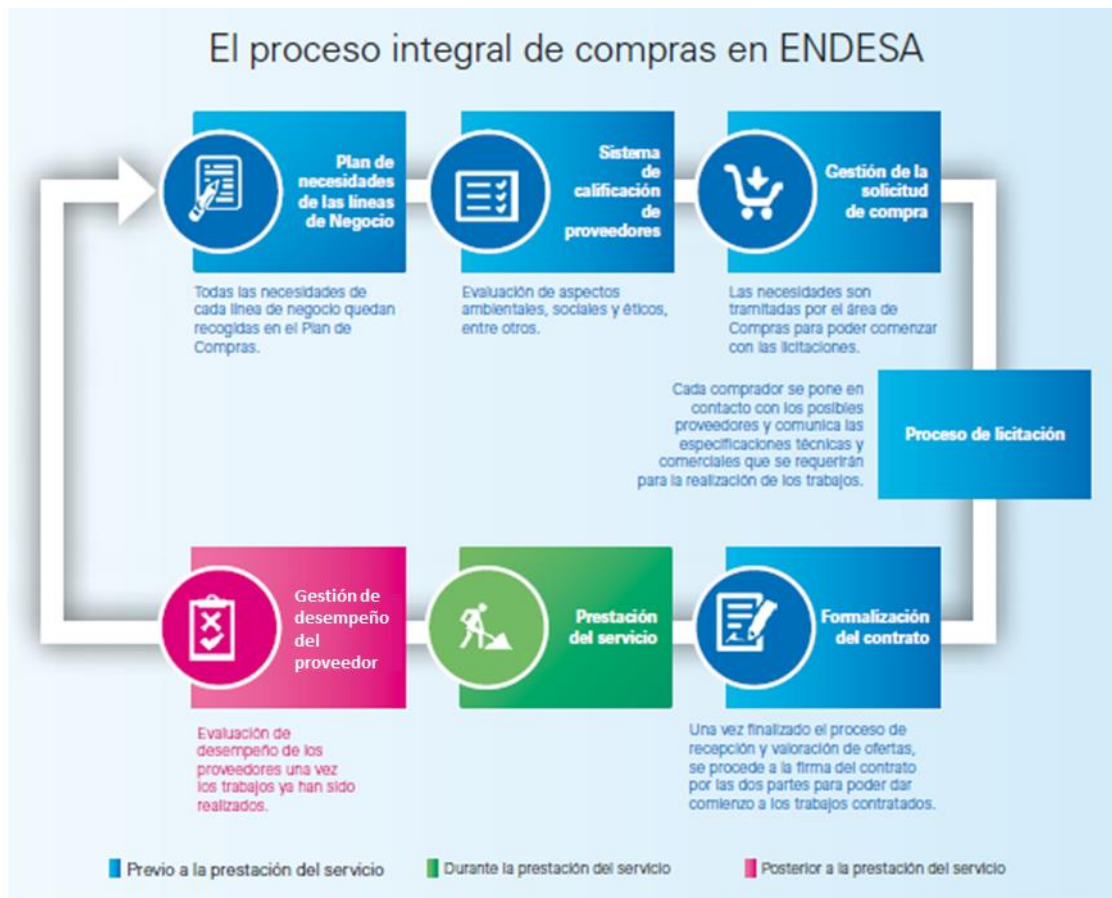 El proceso integral de compras en ENDESA
Plan de
necesidades
de las líneas
de Negocio
Todas las necesidades de
cada línea de negocio quedan
recogidas en el Plan de
Compras.
Sistema
de
calificación
de
proveedores
Evaluación de aspectos
ambientales, sociales y éticos,
entre otros.
Gestión de la
solicitud
de compra
Las necesidades son
tramitadas por el área de
Compras para poder comenzar
con las licitaciones.
Cada comprador se pone en
contacto con los posibles
proveedores y comunica las
especificaciones técnicas y
comerciales que se requerirán
para la realización de los trabajos.
Proceso de licitación
Gestión de
desempeño
del
proveedor
Evaluación de
desempeño de los
proveedores una vez
los trabajos ya han sido
realizados.
Prestación
del servicio
Formalización
del contrato
Una vez finalizado el proceso de
recepción y valoración de ofertas,
se procede a la firma del contrato
por las dos partes para poder dar
comienzo a los trabajos contratados.
Previo a la prestación del servicio
Durante la prestación del servicio
Posterior a la prestación del servicio